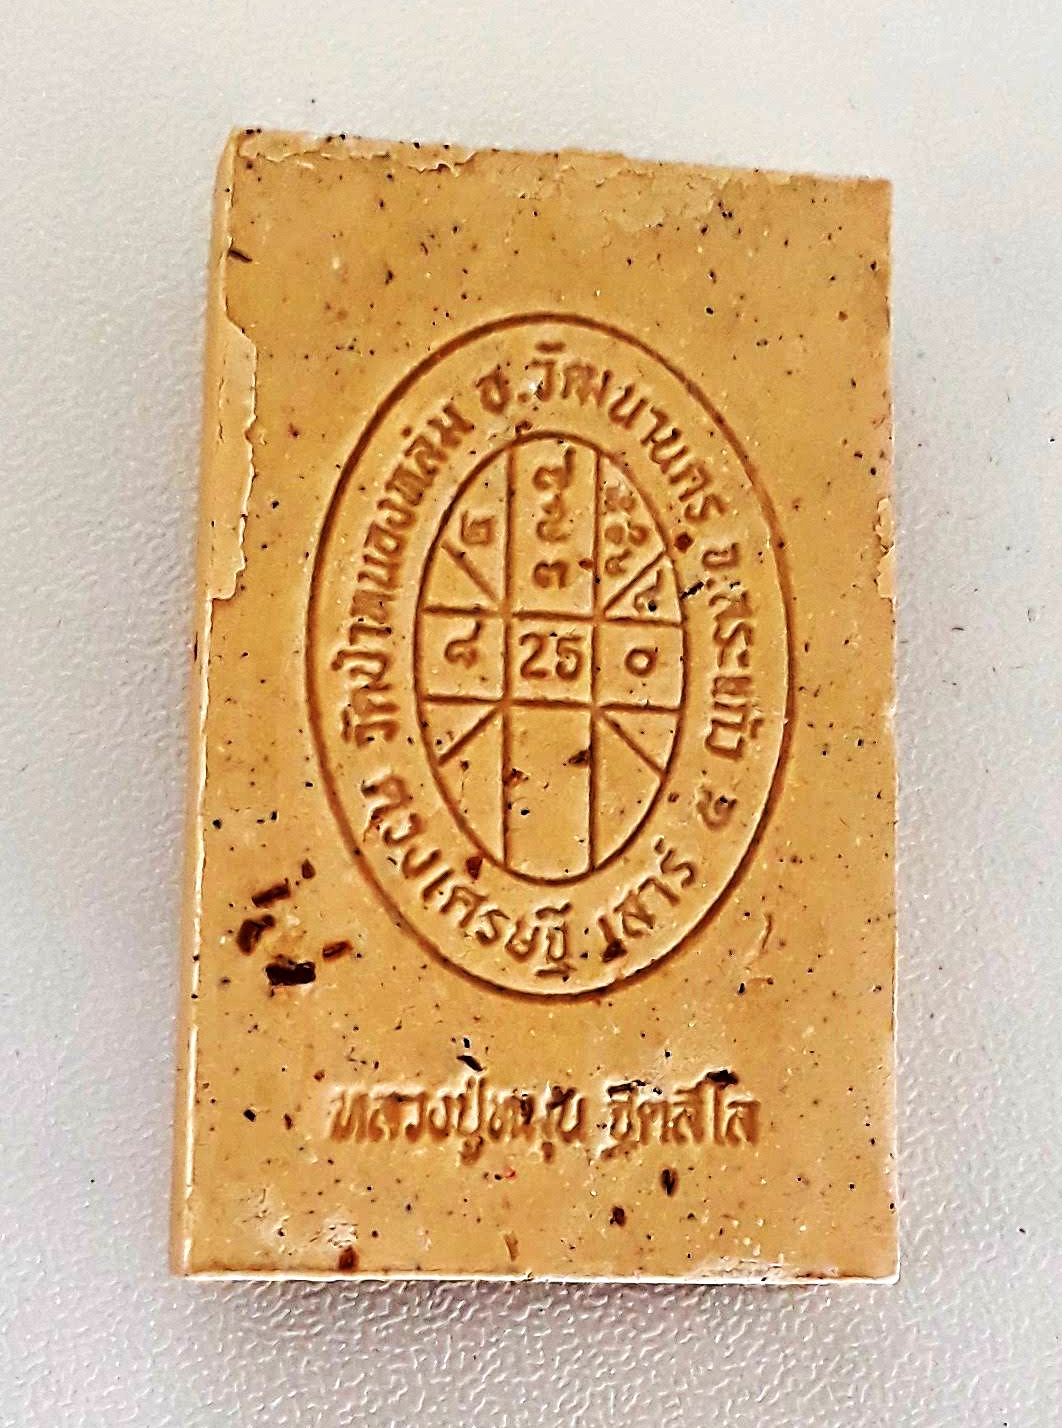 วัดป่าหนองหล่ม อ.วัฒนานคร จ.สระแก้ว
ดวงเศรษฐี เสาร์ ๕
25
๐
๓
หลวงปู่หมุน ฐิตสีโล